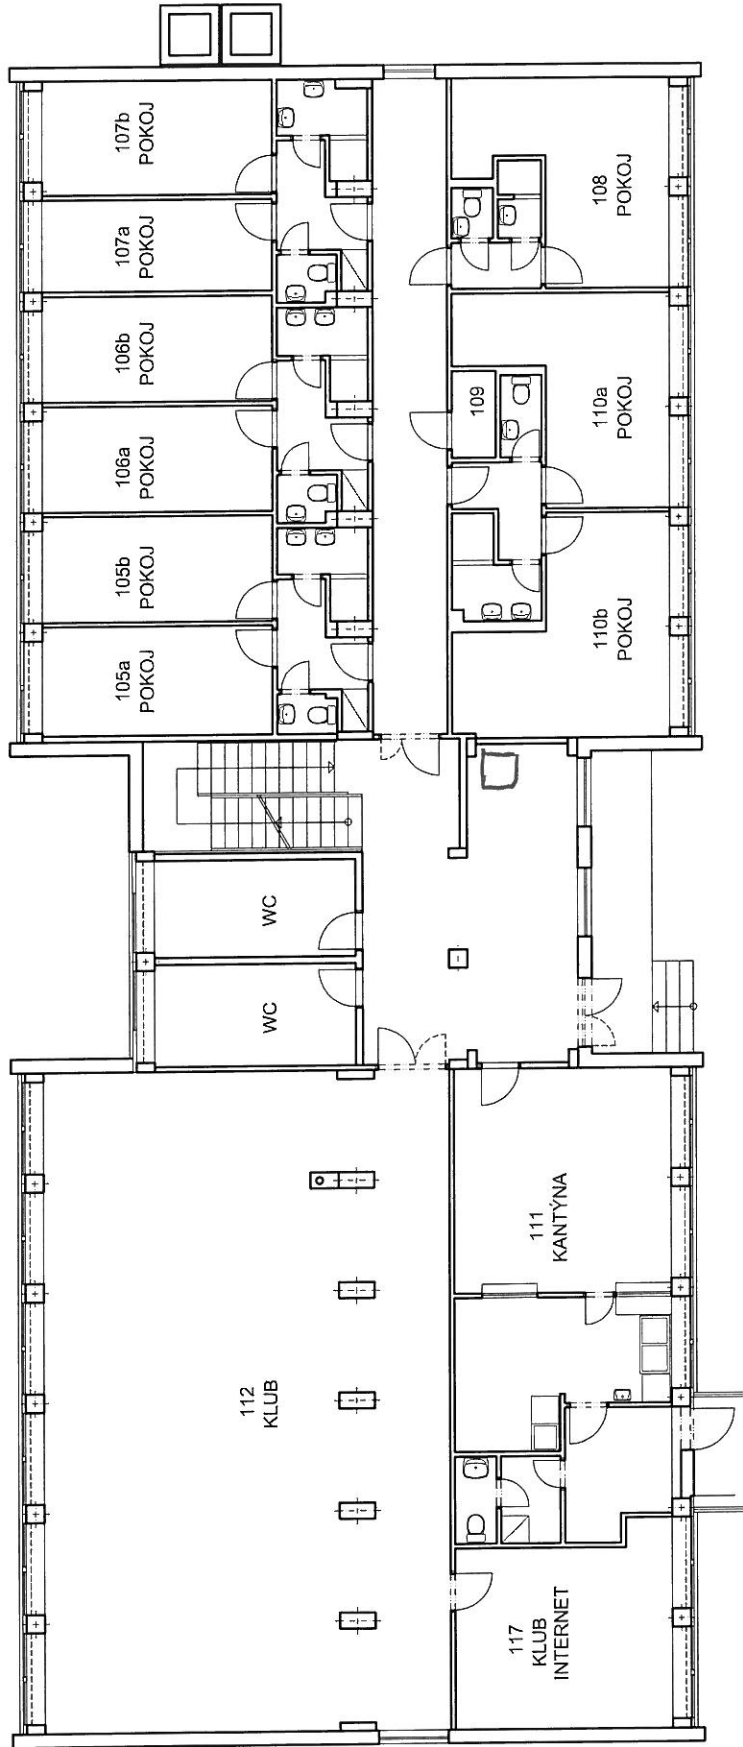 107b
POKOJ
107a
POKOJ
106b
POKOJ
106a
POKOJ
105b
POKOJ
105a
POKOJ
108
POKOJ
109
110a
POKOJ
110b
POKOJ
WC
WC
112
KLUB
111
KANTÝNA
117
KLUB
INTERNET